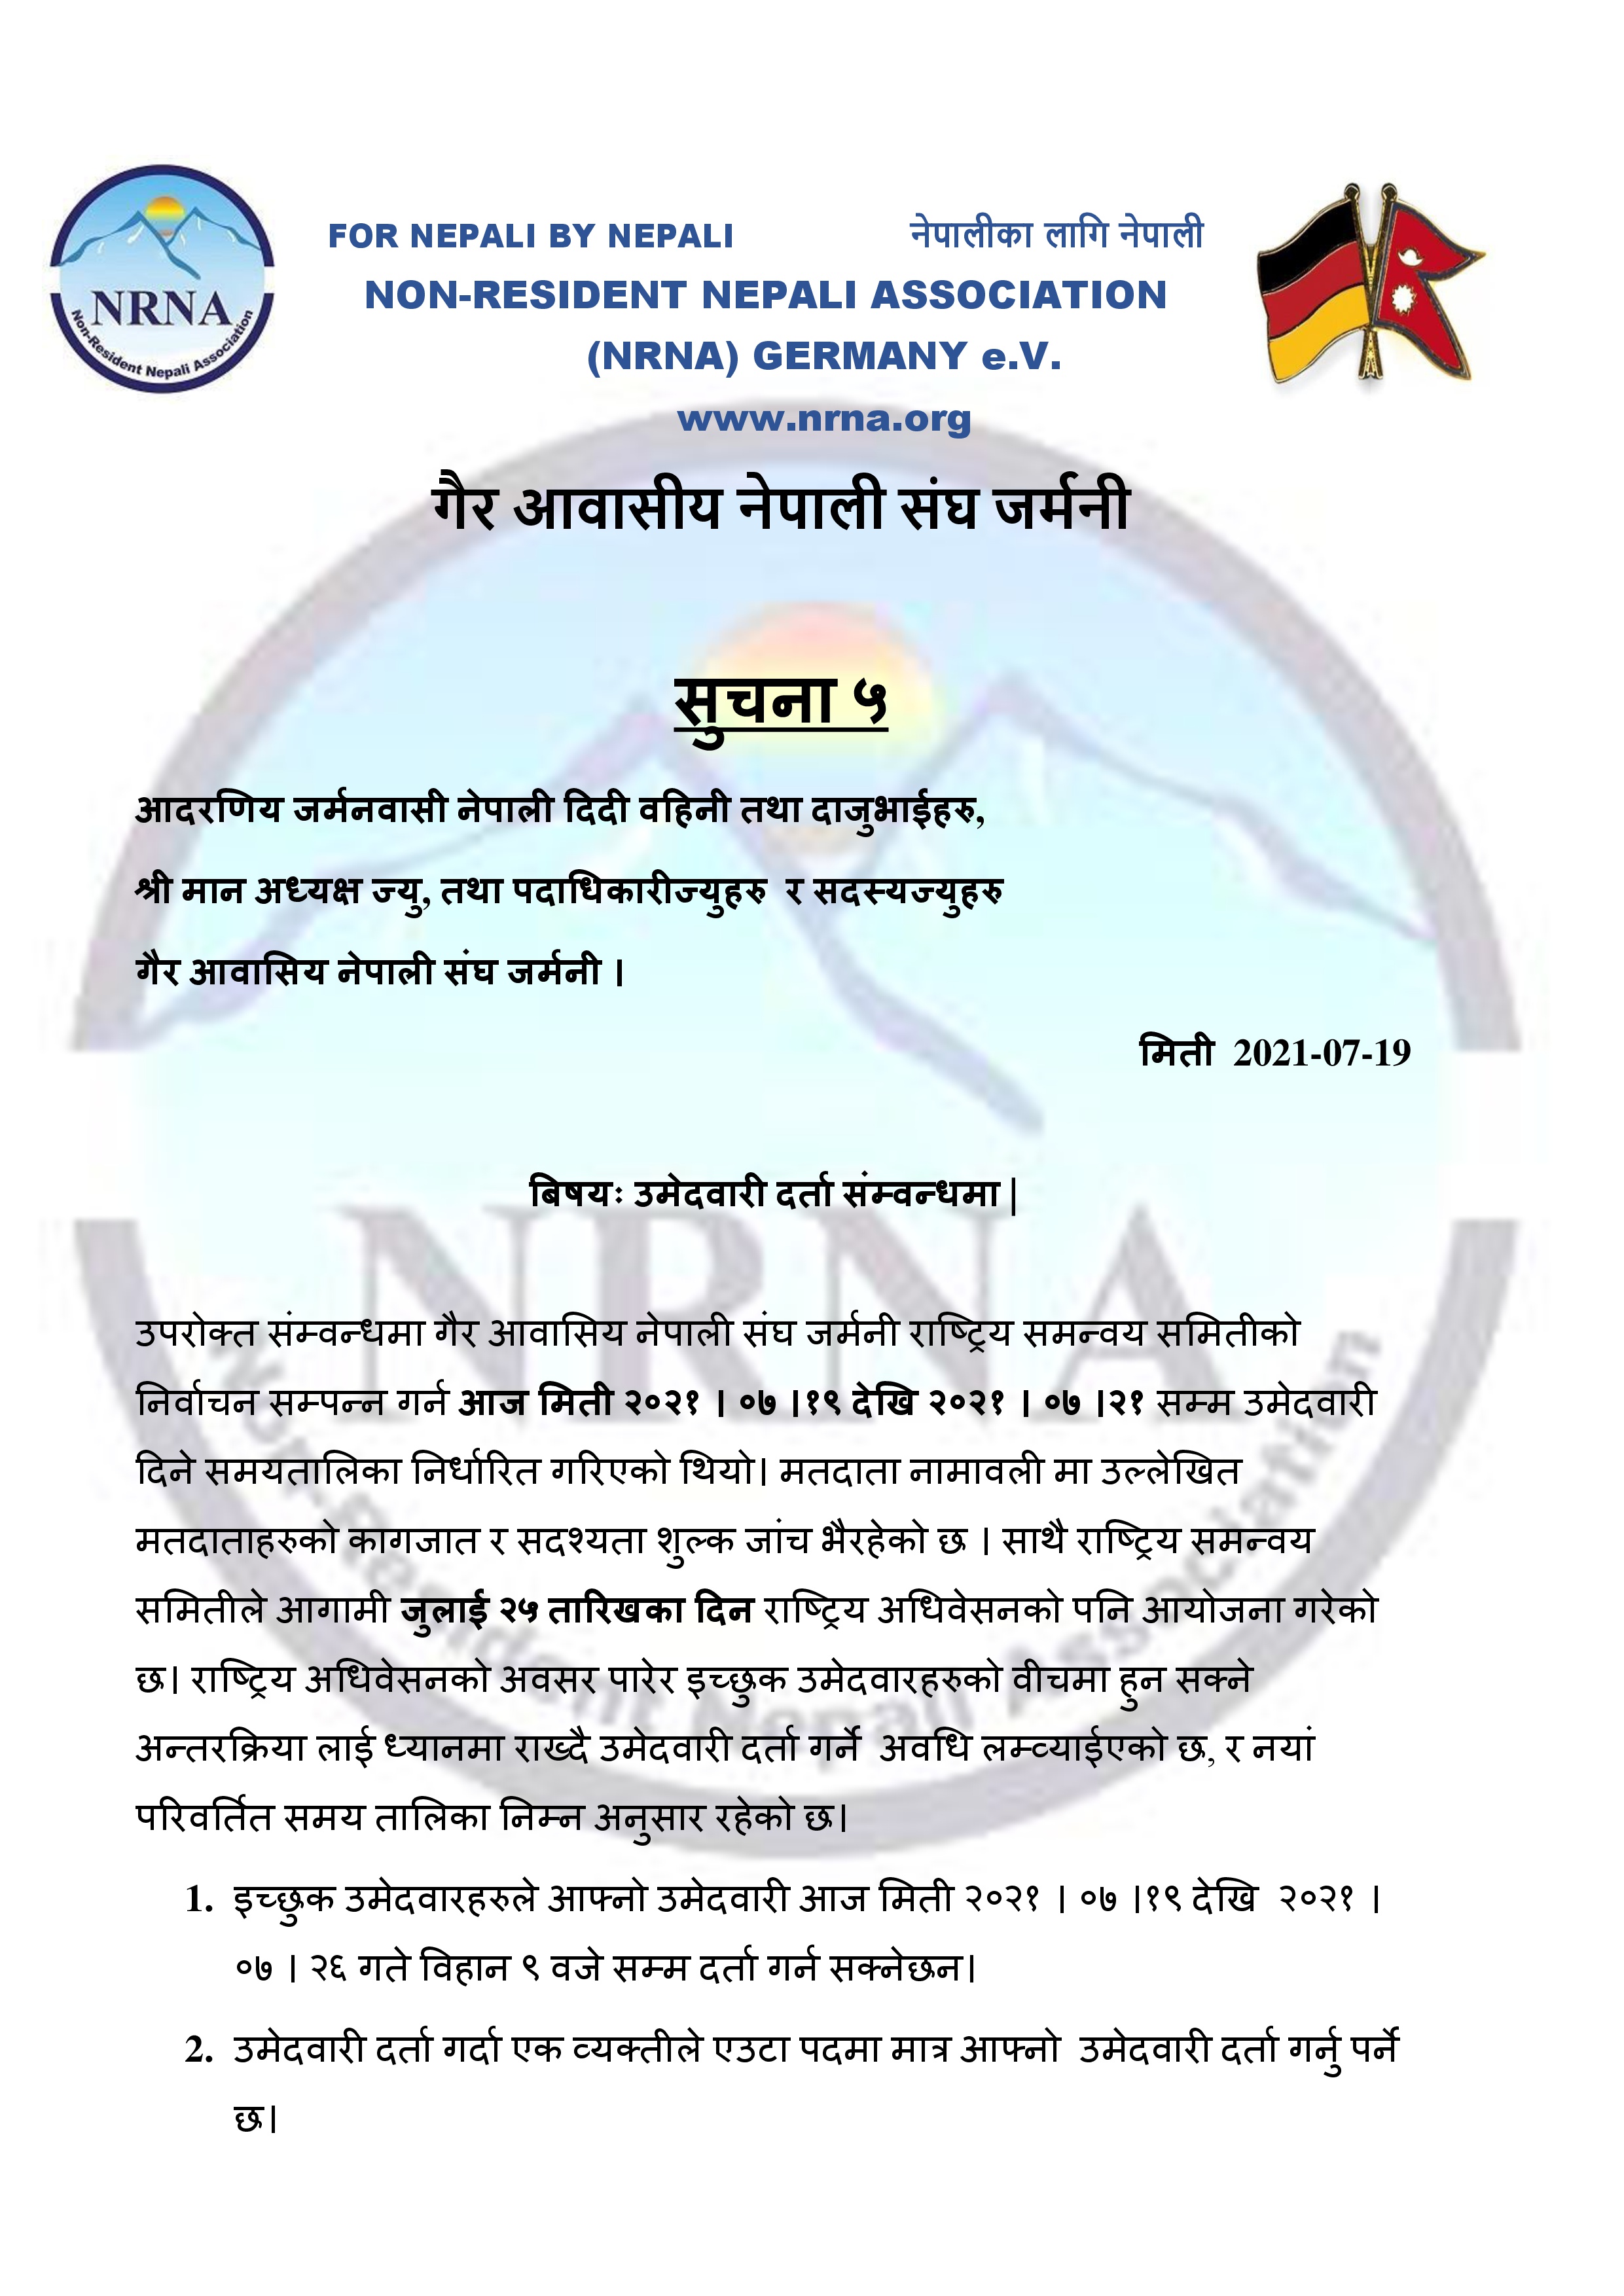 NRNA
Non-Resident Nepali Association
FOR NEPALI BY NEPALI नेपालीका लागि नेपाली
NON-RESIDENT NEPALI ASSOCIATION
(NRNA) GERMANY e.V.
www.nrna.org
गैर आवासीय नेपाली संघ जर्मनी
सुचना ५
आदरणिय जर्मनवासी नेपाली दिदी वहिनी तथा दाजुभाईहरु,
श्री मान अध्यक्ष ज्यु, तथा पदाधिकारीज्युहरु र सदस्यज्युहरु
गैर आवासिय नेपाली संघ जर्मनी ।
मिती 2021-07-19
बिषयः उमेदवारी दर्ता संम्वन्धमा|
उपरोक्त संम्वन्धमा गैर आवासिय नेपाली संघ जर्मनी राष्ट्रिय समन्वय समितीको
निर्वाचन सम्पन्न गर्न आज मिती २०२१ । ०७ ।१९ देखि २०२१ । ०७ ।२१ सम्म उमेदवारी
दिने समयतालिका निर्धारित गरिएको थियो। मतदाता नामावली मा उल्लेखित
मतदाताहरुको कागजात र सदश्यता शुल्क जांच भैरहेको छ । साथै राष्ट्रिय समन्वय
समितीले आगामी जुलाई २५ तारिखका दिन राष्ट्रिय अधिवेसनको पनि आयोजना गरेको
छ। राष्ट्रिय अधिवेसनको अवसर पारेर इच्छुक उमेदवारहरुको वीचमा हुन सक्ने
अन्तरक्रिया लाई ध्यानमा राख्दै उमेदवारी दर्ता गर्ने अवधि लम्व्याईएको छ, र नयां
परिवर्तित समय तालिका निम्न अनुसार रहेको छ।
1. इच्छुक उमेदवारहरुले आफ्नो उमेदवारी आज मिती २०२१ । ०७ ।१९ देखि २०२१ ।
०७ । २६ गते विहान ९ वजे सम्म दर्ता गर्न सक्नेछन।
2. उमेदवारी दर्ता गर्दा एक व्यक्तीले एउटा पदमा मात्र आफ्नो उमेदवारी दर्ता गर्नु पर्ने
छ।
NRNA
Non-Resident Nepali Association